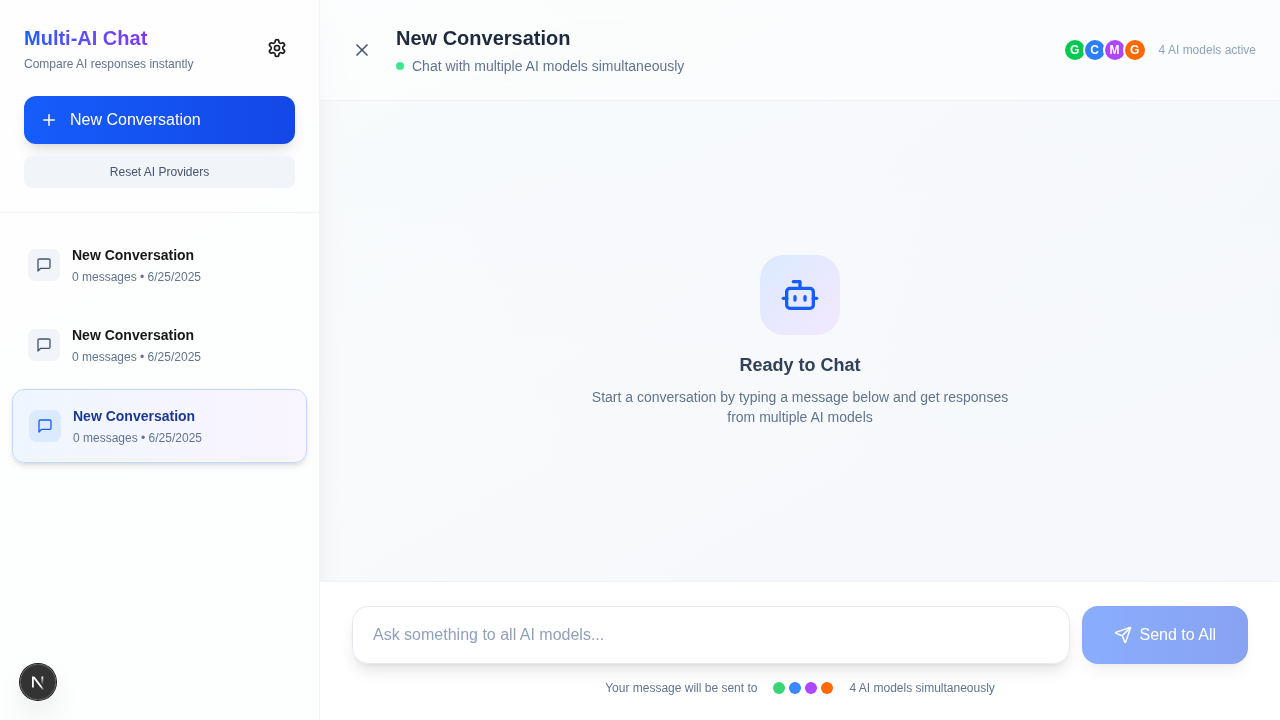 Multi-AI Chat
Compare AI responses instantly
New Conversation
Reset AI Providers
New Conversation
0 messages • 6/25/2025
New Conversation
0 messages • 6/25/2025
New Conversation
0 messages • 6/25/2025
N
New Conversation
Chat with multiple AI models simultaneously
G C M G
4 AI models active
Ready to Chat
Start a conversation by typing a message below and get responses
from multiple AI models
Ask something to all AI models...
Send to All
Your message will be sent to
4 AI models simultaneously